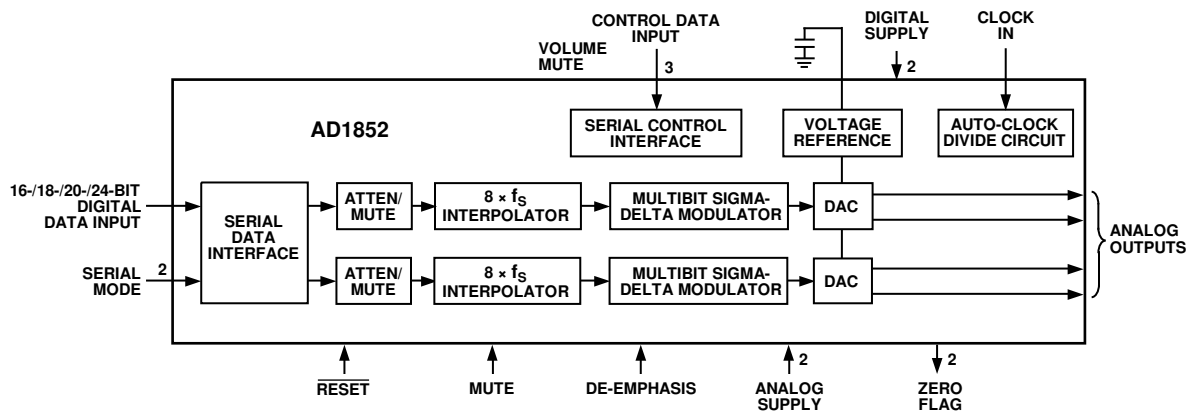 CONTROL DATA
INPUT
VOLUME
MUTE
3
DIGITAL
SUPPLY
2
CLOCK
IN
AD1852
SERIAL CONTROL
INTERFACE
VOLTAGE
REFERENCE
AUTO-CLOCK
DIVIDE CIRCUIT
16-/18-/20-/24-BIT
DIGITAL
DATA INPUT
SERIAL
DATA
INTERFACE
ATTEN/
MUTE
8 × fS
INTERPOLATOR
MULTIBIT SIGMA-
DELTA MODULATOR
DAC
ANALOG
OUTPUTS
SERIAL
MODE
2
ATTEN/
MUTE
8 × fS
INTERPOLATOR
MULTIBIT SIGMA-
DELTA MODULATOR
DAC
RESET
MUTE
DE-EMPHASIS
2
ANALOG
SUPPLY
2
ZERO
FLAG